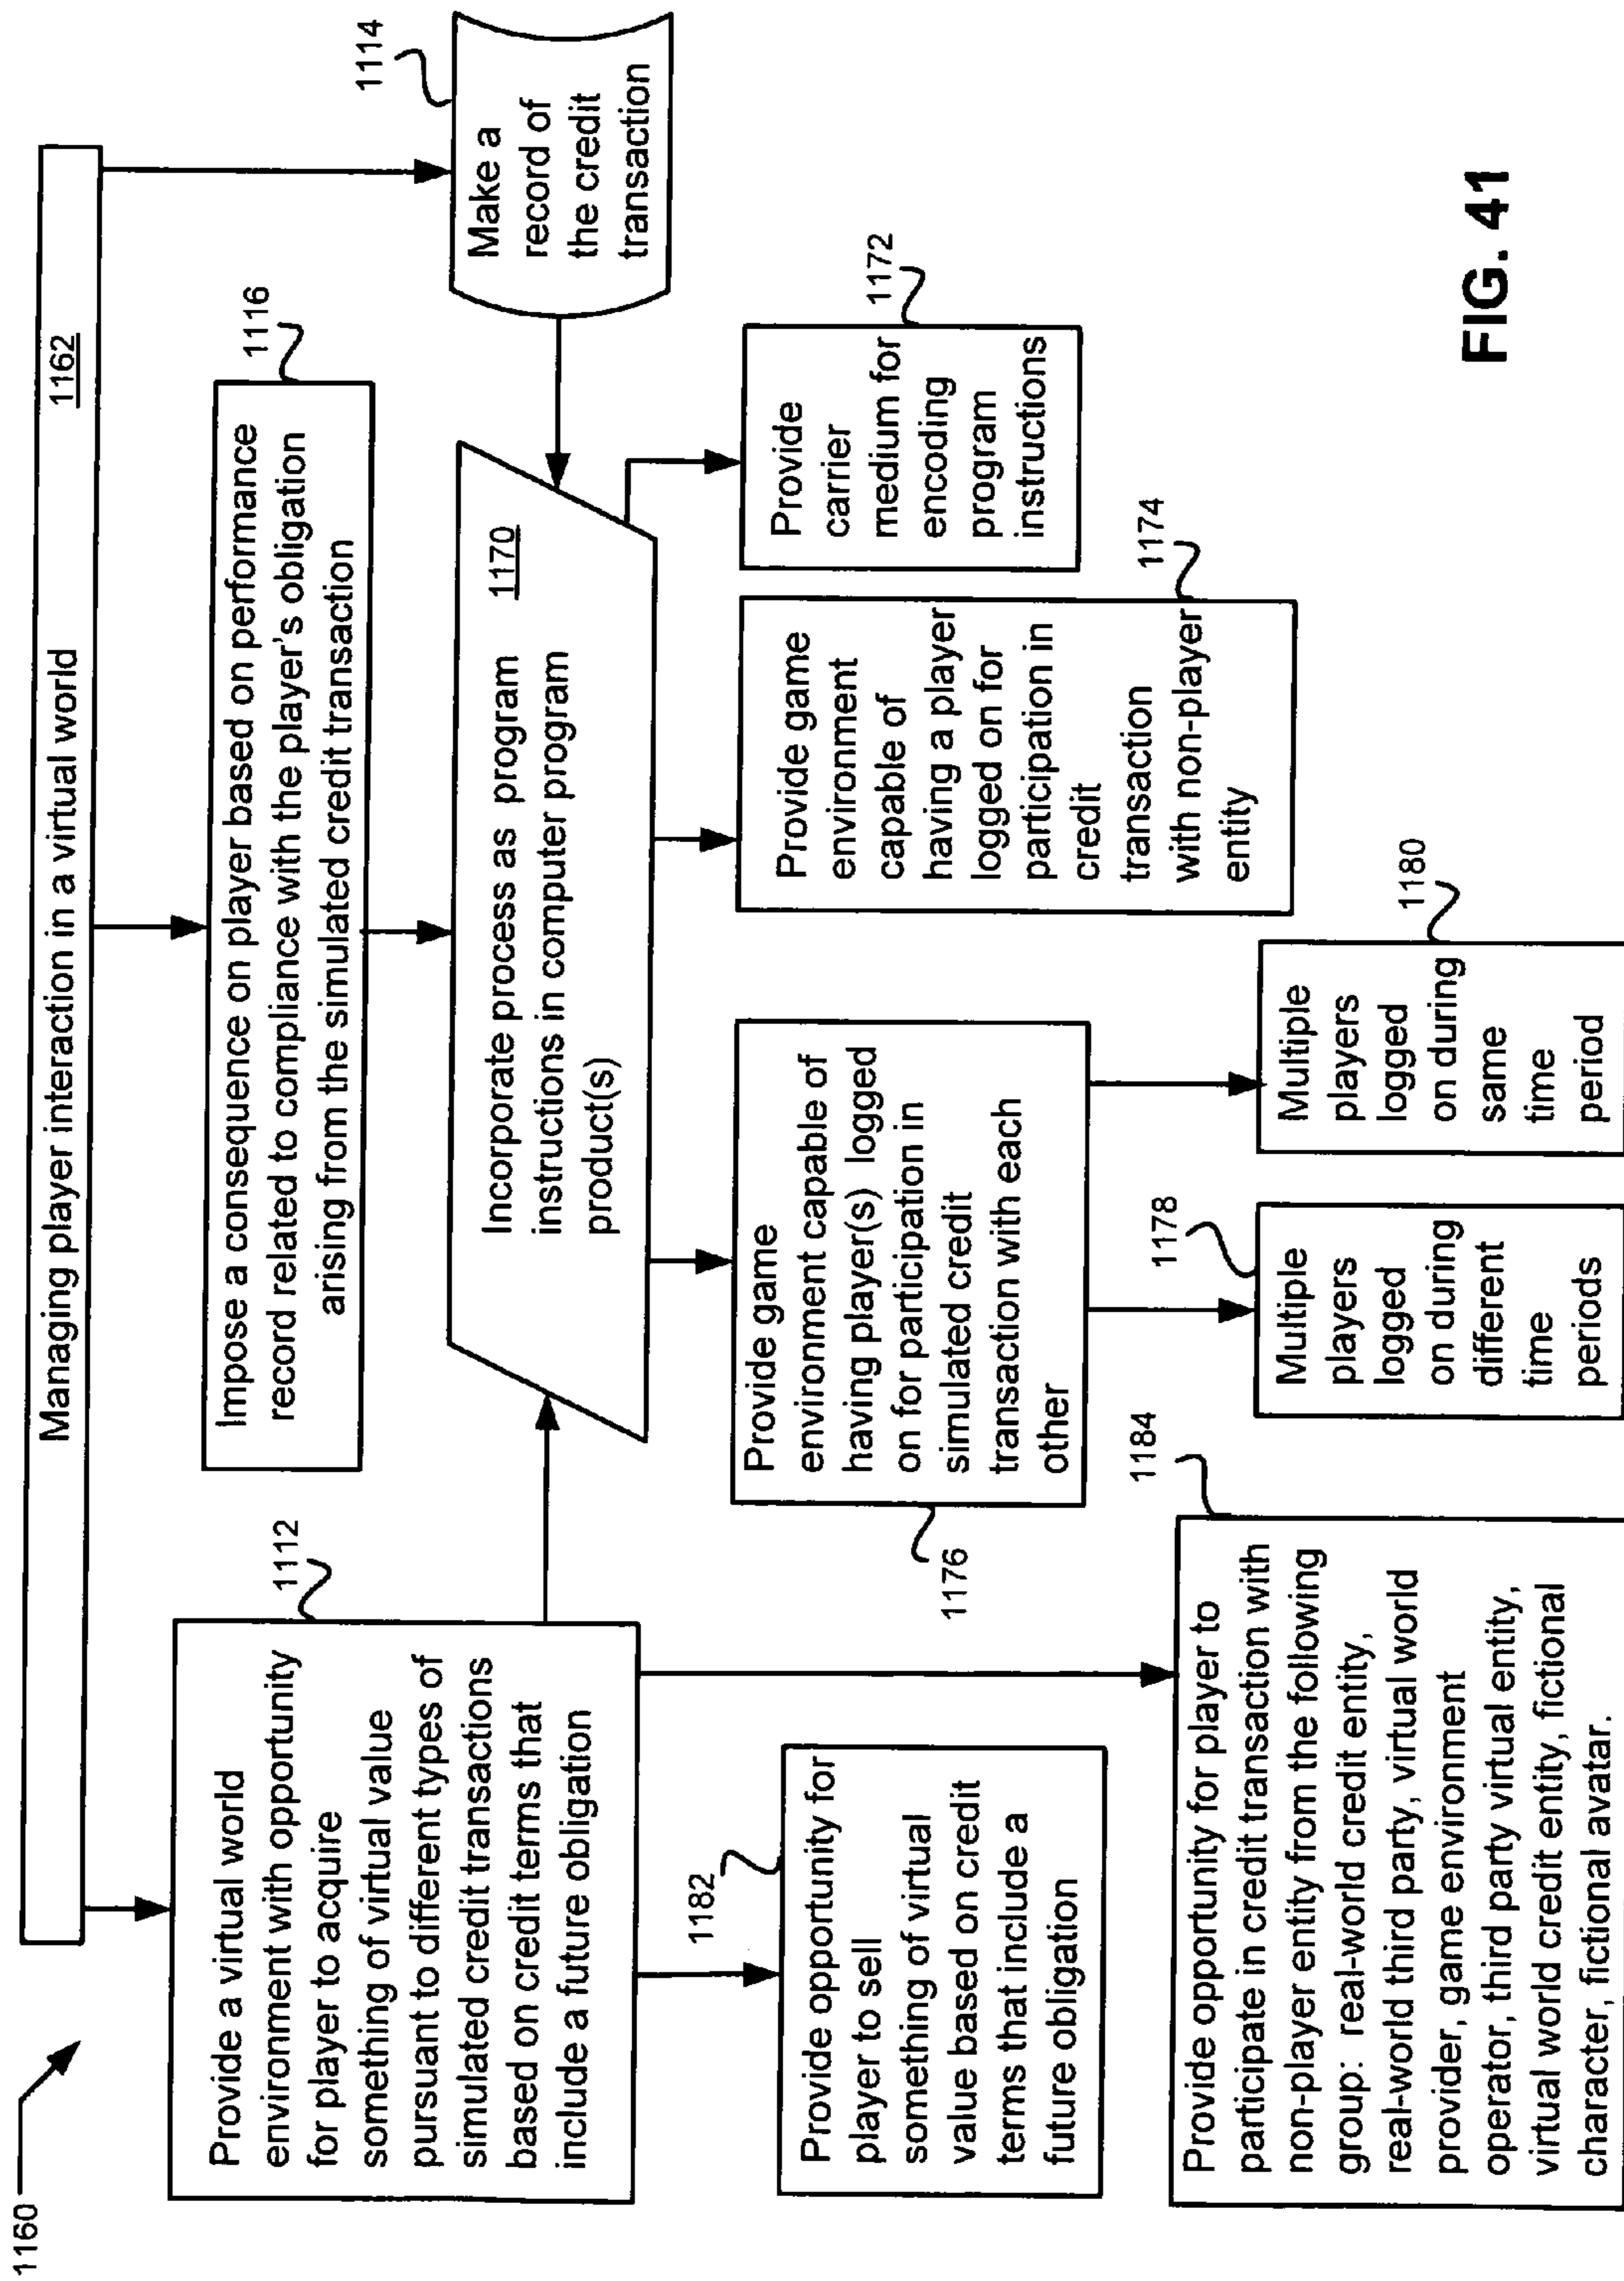 1160
Managing player interaction in a virtual world
1162
1112
Provide a virtual world
environment with opportunity
for player to acquire
something of virtual value
pursuant to different types of
simulated credit transactions
based on credit terms that
include a future obligation
1116
Impose a consequence on player based on performance
record related to compliance with the player's obligation
arising from the simulated credit transaction
1114
Make a
record of
the credit
transaction
1170
Incorporate process as program
instructions in computer program
product(s)
1182
Provide opportunity for
player to sell
something of virtual
value based on credit
terms that include a
future obligation
1176
Provide game
environment capable of
having player(s) logged
on for participation in
simulated credit
transaction with each
other
1174
Provide game
environment
capable of
having a player
logged on for
participation in
credit
transaction
with non-player
entity
1172
Provide
carrier
medium for
encoding
program
instructions
1184
Provide opportunity for player to
participate in credit transaction with
non-player entity from the following
group: real-world credit entity,
real-world third party, virtual world
provider, game environment
operator, third party virtual entity,
virtual world credit entity, fictional
character, fictional avatar.
1178
Multiple
players
logged
on during
different
time
periods
1180
Multiple
players
logged
on during
same
time
period
FIG. 41